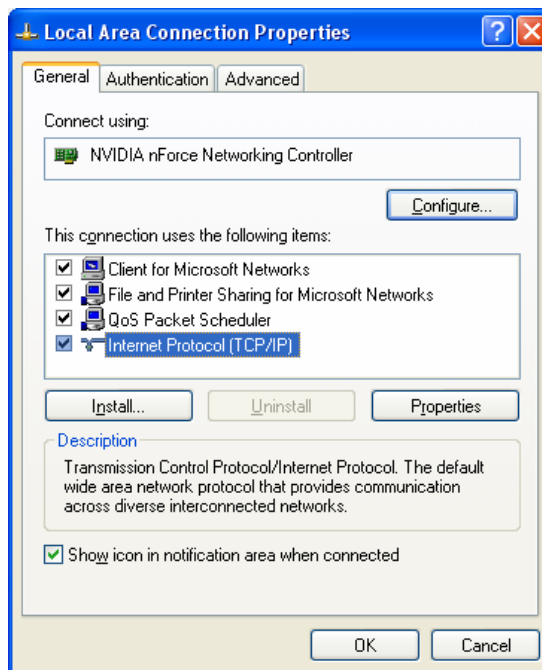 Local Area Connection Properties
General Authentication Advanced
Connect using:
NVIDIA nForce Networking Controller
Configure...
This connection uses the following items:
Client for Microsoft Networks
File and Printer Sharing for Microsoft Networks
QoS Packet Scheduler
Internet Protocol (TCP/IP)
Install... Uninstall Properties
Description
Transmission Control Protocol/Internet Protocol. The default
wide area network protocol that provides communication
across diverse interconnected networks.
Show icon in notification area when connected
OK Cancel